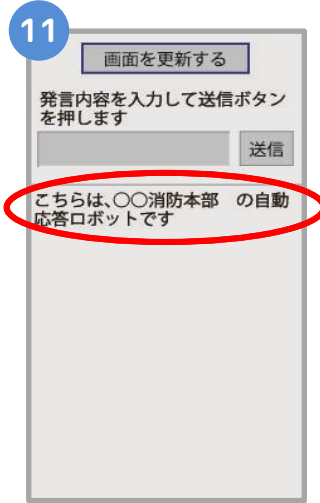 11
画面を更新する
発言内容を入力して送信ボタン
を押します
送信
こちらは、〇〇消防本部　の自動
応答ロボットです